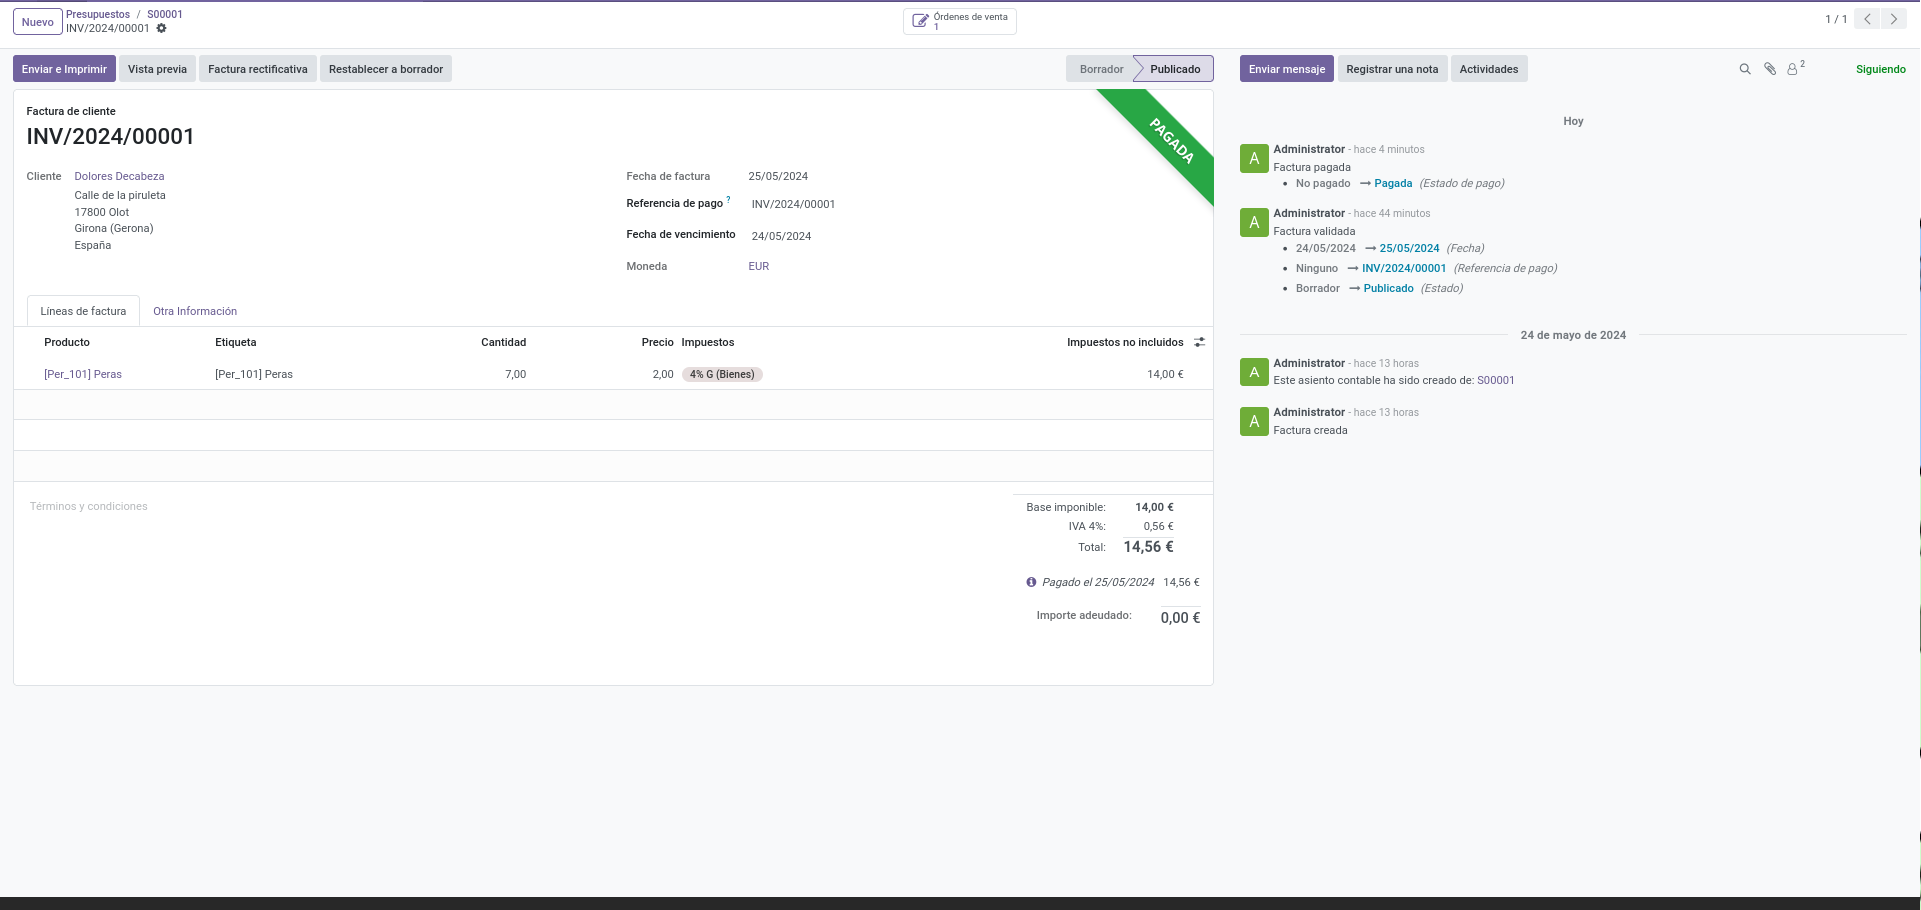 Nuevo
Presupuestos / S00001
INV/2024/00001
Órdenes de venta
1
1 / 1
Enviar e Imprimir
Vista previa
Factura rectificativa
Restablecer a borrador
Borrador
Publicado
Enviar mensaje
Registrar una nota
Actividades
2
Siguiendo
Factura de cliente
INV/2024/00001
PAGADA
Cliente
Dolores Decabeza
Calle de la piruleta
17800 Olot
Girona (Gerona)
España
Fecha de factura 25/05/2024
Referencia de pago ? INV/2024/00001
Fecha de vencimiento 24/05/2024
Moneda EUR
Líneas de factura
Otra Información
Producto Etiqueta Cantidad Precio Impuestos Impuestos no incluidos
[Per_101] Peras [Per_101] Peras 7,00 2,00 4% G (Bienes) 14,00 €
Términos y condiciones
Base imponible: 14,00 €
IVA 4%: 0,56 €
Total: 14,56 €
Pagado el 25/05/2024 14,56 €
Importe adeudado: 0,00 €
Hoy
A
Administrator - hace 4 minutos
Factura pagada
• No pagado → Pagada (Estado de pago)
A
Administrator - hace 44 minutos
Factura validada
• 24/05/2024 → 25/05/2024 (Fecha)
• Ninguno → INV/2024/00001 (Referencia de pago)
• Borrador → Publicado (Estado)
24 de mayo de 2024
A
Administrator - hace 13 horas
Este asiento contable ha sido creado de: S00001
A
Administrator - hace 13 horas
Factura creada